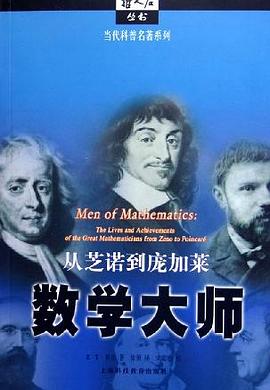 哲人石
丛书
当代科普名著系列
Men of Mathematics:
The Lives and Achievements
of the Great Mathematicians from Zeno to Poincaré
从芝诺到庞加莱
数学大师
上海科技教育出版社